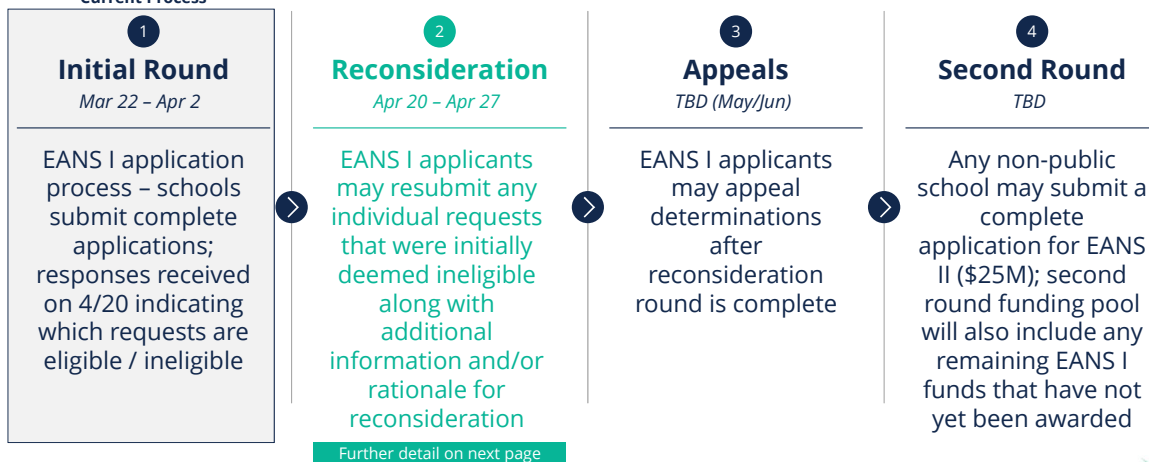 Current Process
1
Initial Round
Mar 22 – Apr 2
EANS I application
process – schools
submit complete
applications;
responses received
on 4/20 indicating
which requests are
eligible / ineligible
2
Reconsideration
Apr 20 – Apr 27
EANS I applicants
may resubmit any
individual requests
that were initially
deemed ineligible
along with
additional
information and/or
rationale for
reconsideration
Further detail on next page
3
Appeals
TBD (May/Jun)
EANS I applicants
may appeal
determinations
after
reconsideration
round is complete
4
Second Round
TBD
Any non-public
school may submit a
complete
application for EANS
II ($25M); second
round funding pool
will also include any
remaining EANS I
funds that have not
yet been awarded